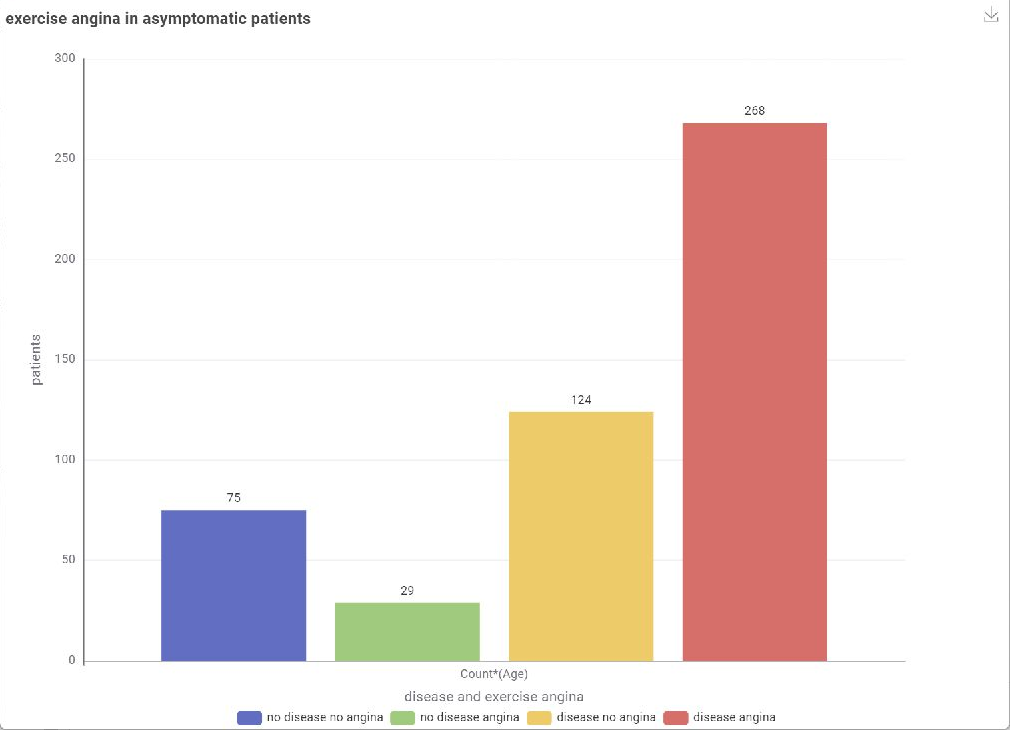 exercise angina in asymptomatic patients
300
250
200
150
100
50
0
patients
75
29
124
268
Count*(Age)
disease and exercise angina
no disease no angina no disease angina disease no angina disease angina